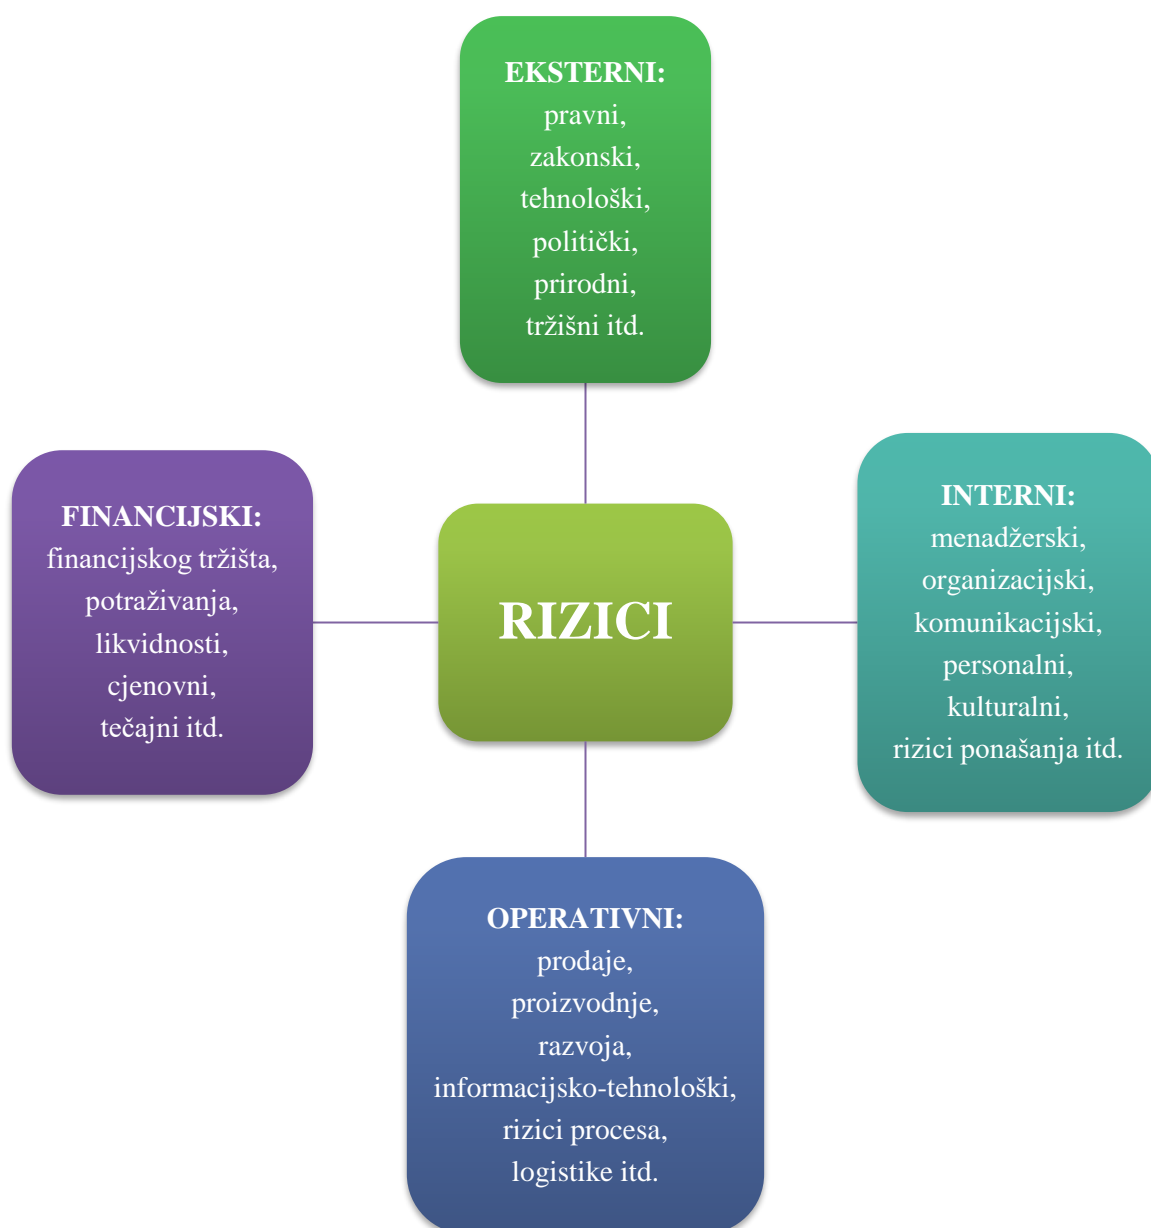 EKSTERNI:
pravni,
zakonski,
tehnološki,
politički,
prirodni,
tržišni itd.
FINANCIJSKI:
financijskog tržišta,
potraživanja,
likvidnosti,
cjenovni,
tečajni itd.
RIZICI
INTERNI:
menadžerski,
organizacijski,
komunikacijski,
personalni,
kulturalni,
rizici ponašanja itd.
OPERATIVNI:
prodaje,
proizvodnje,
razvoja,
informacijsko-tehnološki,
rizici procesa,
logistike itd.